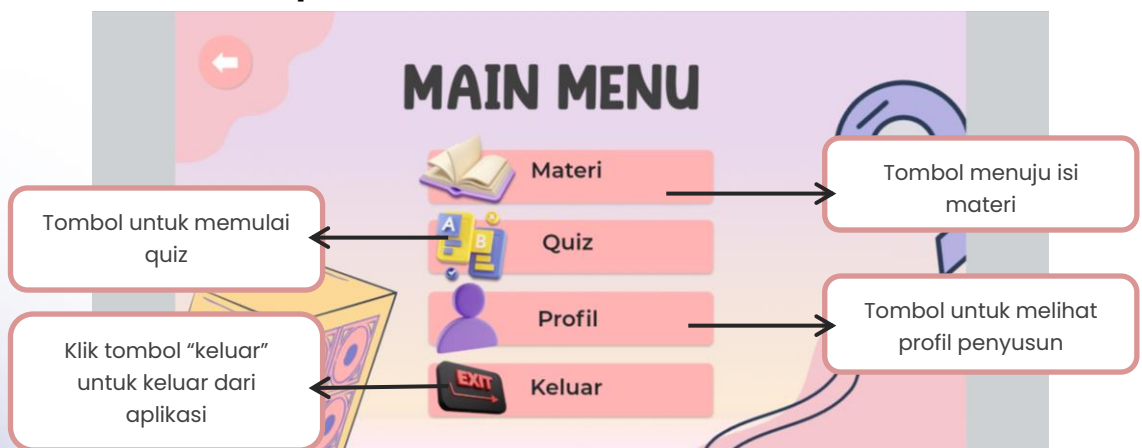 MAIN MENU
Materi
Tombol menuju isi
materi
Tombol untuk memulai
quiz
A
B
Quiz
Profil
Tombol untuk melihat
profil penyusun
Klik tombol “keluar”
untuk keluar dari
aplikasi
EXIT
Keluar